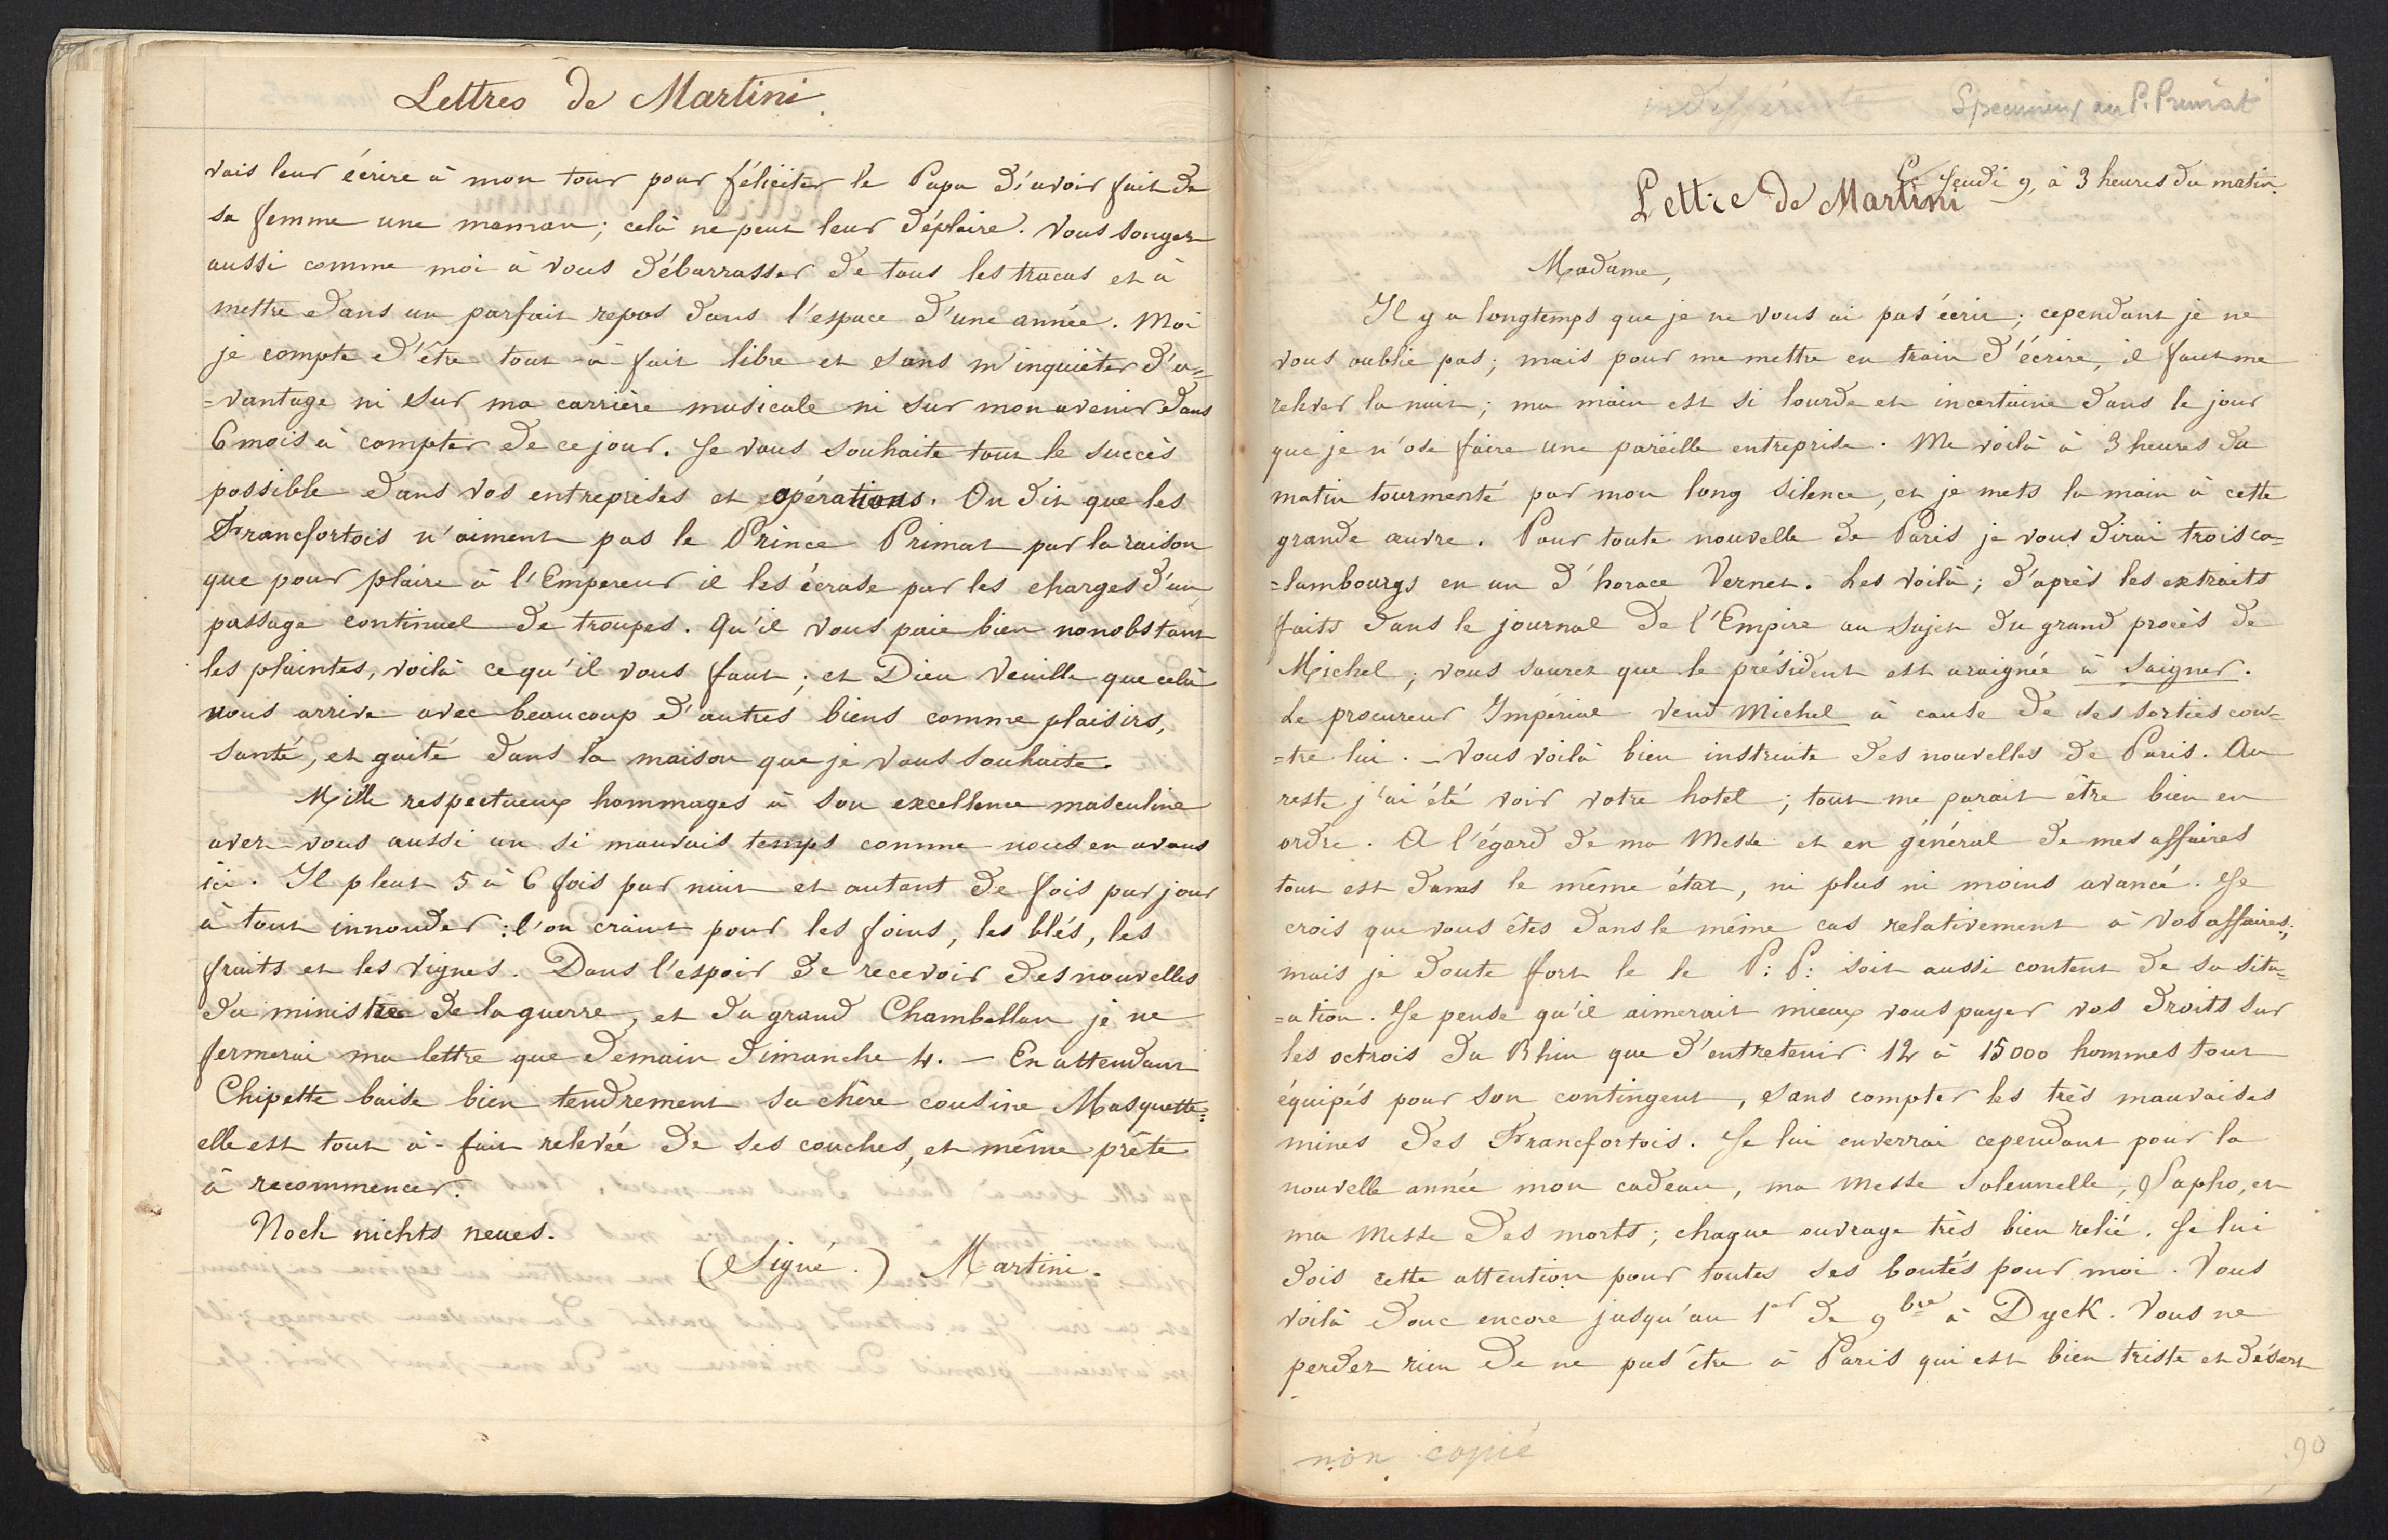 Lettres de Martini.
vais leur écrire à mon tour pour féliciter le Papa d'avoir fait de
sa femme une maman; celà ne peut leur déplaire. Vous songez
aussi comme moi à vous débarrasser de tous les tracas et à
mettre dans un parfait repos dans l'espace d'une année. Moi
je compte d'être tout-à-fait libre et sans m'inquiéter d'a=
=vantage ni sur ma carrière musicale ni sur mon avenir dans
6 mois à compter de ce jour. Je vous souhaite tout le succès
possible dans vos entreprises et opérations. On dit que les
Francfortois n'aiment pas le Prince Primat par la raison
que pour plaire à l'Empereur il les écrase par les charges d'un
passage continuel de troupes. Qu'il vous paie bien nonobstant
les plaintes, voilà ce qu'il vous faut; et Dieu veuille que celà
vous arrive avec beaucoup d'autres biens comme plaisirs,
santé, et gaité dans la maison que je vous souhaite.
Mille respectueux hommages à son excellence masculine
avez-vous aussi un si mauvais temps comme nous en avons
ici. Il pleut 5 à 6 fois par nuit et autant de fois par jour
à tout innonder: l'on craint pour les foins, les blés, les
fruits et les vignes. Dans l'espoir de recevoir des nouvelles
du ministre de la guerre, et du grand Chambellan je ne
fermerai ma lettre que demain dimanche 4. — En attendant
Chipette baise bien tendrement sa chère cousine Masquette:
elle est tout à-fait relevée de ses couches, et même prête
à recommencer.
Noch nichts neues.
(Signé.) Martini.
indifférente
Specimen au P. Primat
Ce Jeudi 9, à 3 heures du matin.
Lettre de Martini
Madame,
Il y a longtemps que je ne vous ai pas écrit; cependant je ne
vous oublie pas; mais pour me mettre en train d'écrire, il faut me
relever la nuit; ma main est si lourde et incertaine dans le jour
que je n'ose faire une pareille entreprise. Me voilà à 3 heures du
matin tourmenté par mon long silence, et je mets la main à cette
grande œuvre. Pour toute nouvelle de Paris je vous dirai trois ca=
=lambourgs en un d'horace Vernet. Les voilà; d'après les extraits
faits dans le journal de l'Empire au sujet du grand procès de
Michel; vous saurez que le président est araignée à saigner.
Le procureur Impérial vend Michel à cause de ses sorties con=
=tre lui. — Vous voilà bien instruite des nouvelles de Paris. Au
reste j'ai été voir votre hotel; tout me parait être bien en
ordre. A l'égard de ma Messe et en général de mes affaires
tout est dans le même état, ni plus ni moins avancé. Je
crois que vous êtes dans le même cas relativement à vos affaires;
mais je doute fort le le P: P: soit aussi content de sa situ=
=ation. Je pense qu'il aimerait mieux vous payer vos droits sur
les octrois du Rhin que d'entretenir 12 à 15000 hommes tout
équipés pour son contingent, sans compter les très mauvaises
mines des Francfortois. Je lui enverrai cependant pour la
nouvelle année mon cadeau, ma Messe solennelle, Sapho, et
ma Messe des morts; chaque ouvrage très bien relié. Je lui
dois cette attention pour toutes ses bontés pour moi. Vous
voilà donc encore jusqu'au 1er de 9bre à Dyck. Vous ne
perdez rien de ne pas être à Paris qui est bien triste et désert
non copié
90